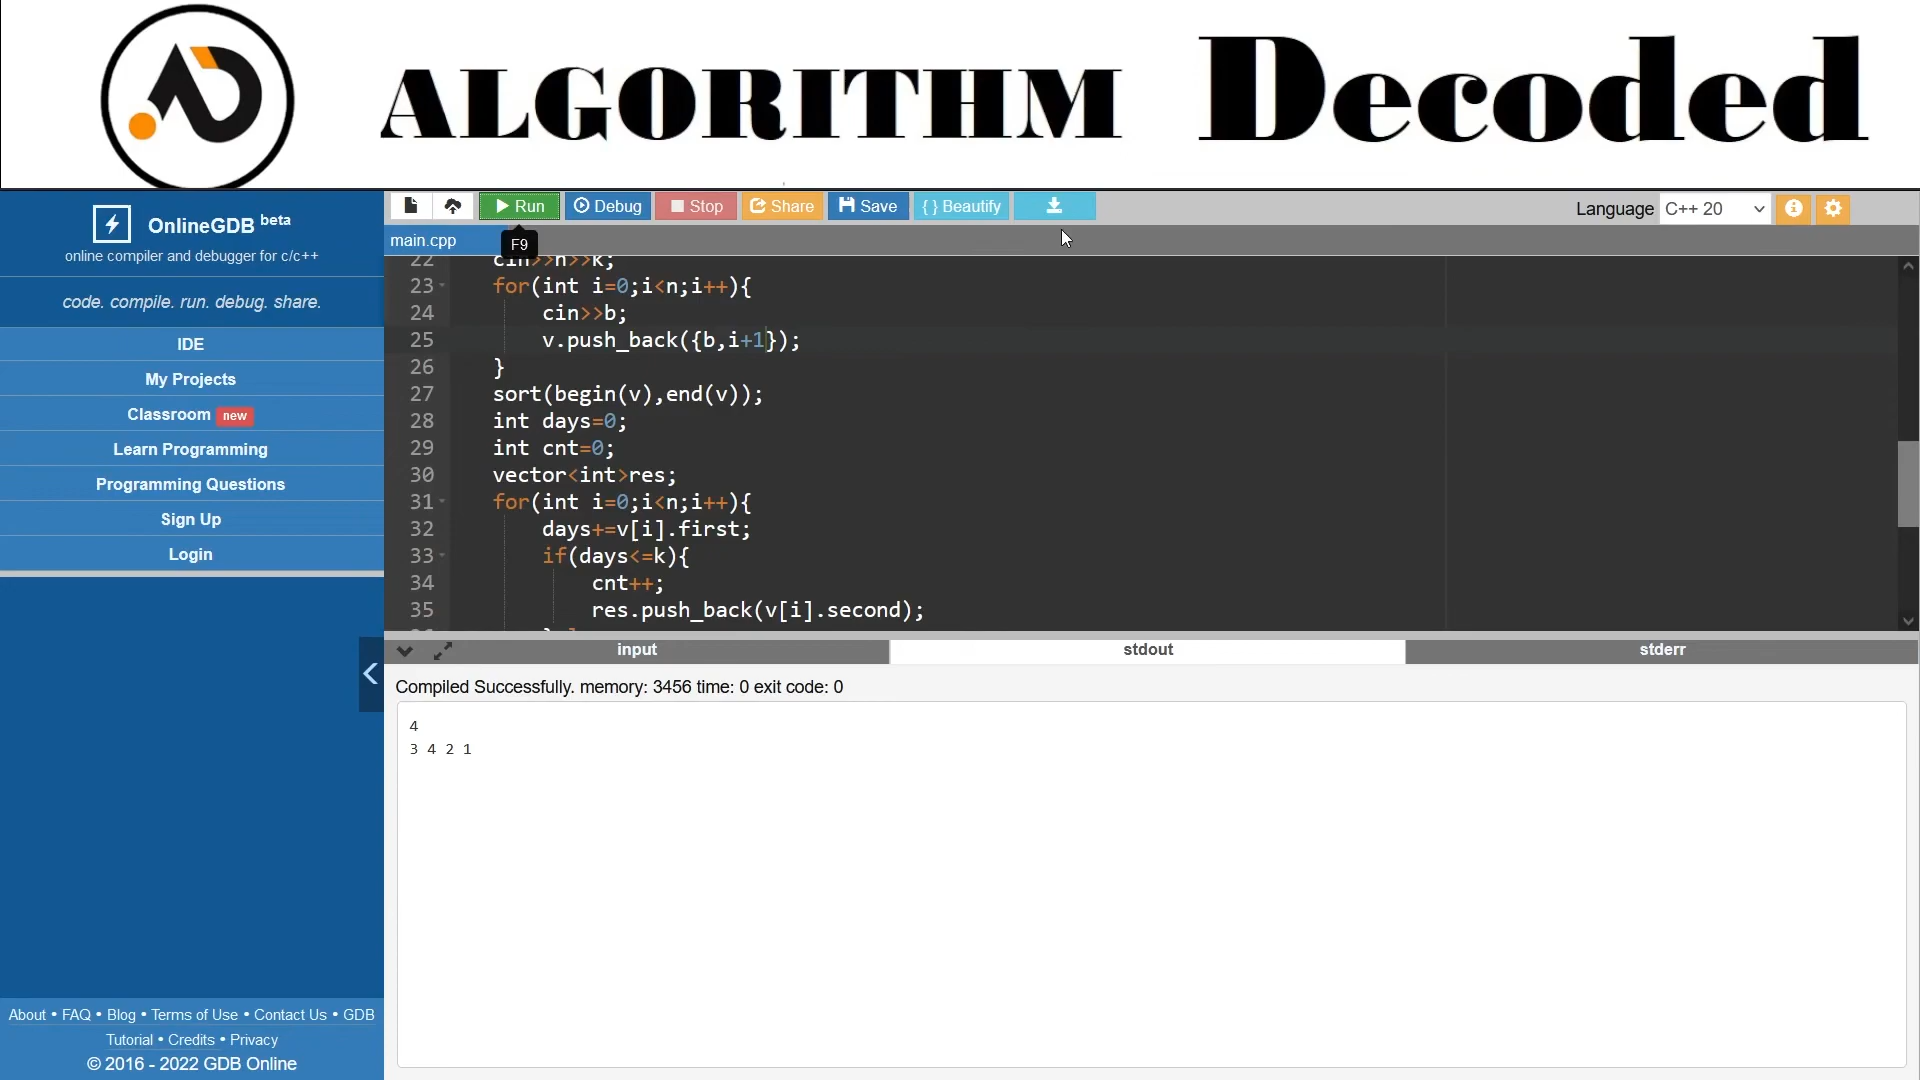 ALGORITHM Decoded
OnlineGDB beta
online compiler and debugger for c/c++
code. compile. run. debug. share.
IDE
My Projects
Classroom new
Learn Programming
Programming Questions
Sign Up
Login
About • FAQ • Blog • Terms of Use • Contact Us • GDB
Tutorial • Credits • Privacy
© 2016 - 2022 GDB Online
Run Debug Stop Share Save { } Beautify
Language C++ 20
main.cpp
F9
22 cin>>n>>k;
23 for(int i=0;i<n;i++){
24 cin>>b;
25 v.push_back({b,i+1});
26 }
27 sort(begin(v),end(v));
28 int days=0;
29 int cnt=0;
30 vector<int>res;
31 for(int i=0;i<n;i++){
32 days+=v[i].first;
33 if(days<=k){
34 cnt++;
35 res.push_back(v[i].second);
input stdout stderr
Compiled Successfully. memory: 3456 time: 0 exit code: 0
4
3 4 2 1